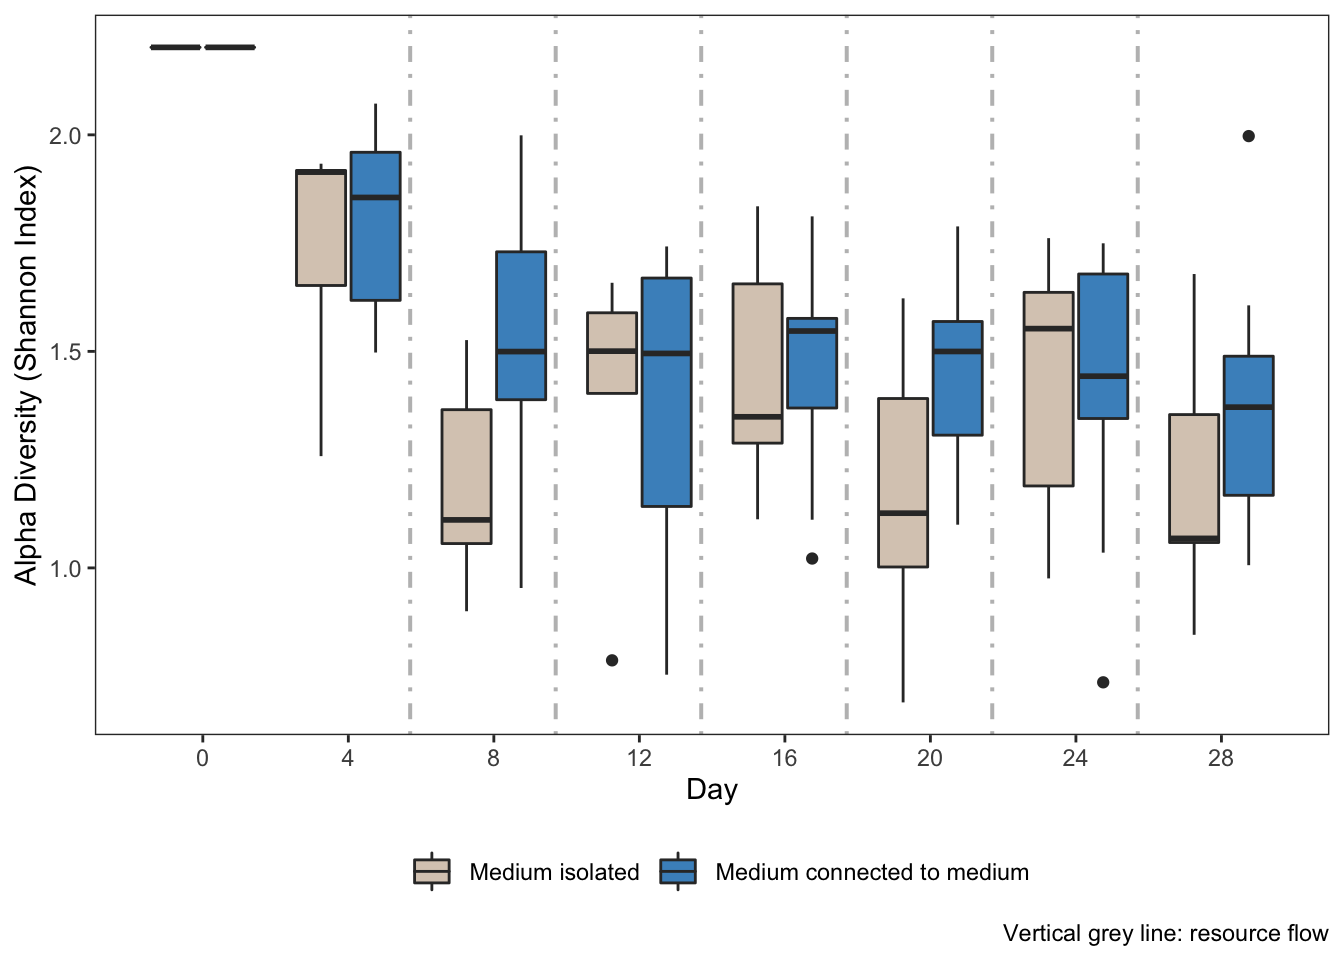 Alpha Diversity (Shannon Index)
2.0
1.5
1.0
0 4 8 12 16 20 24 28
Day
Medium isolated Medium connected to medium
Vertical grey line: resource flow